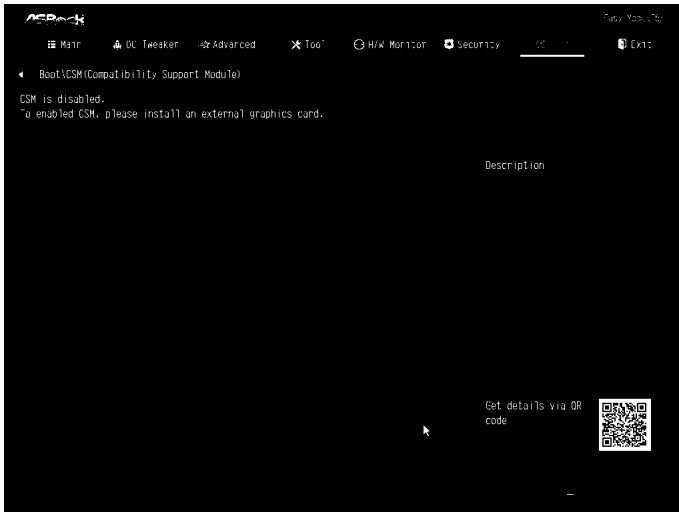 ASRock
Main
OC Tweaker
Advanced
Tool
H/W Monitor
Security
Exit
Boot\CSM(Compatibility Support Module)
CSM is disabled.
To enabled CSM, please install an external graphics card.
Description
Get details via QR
code